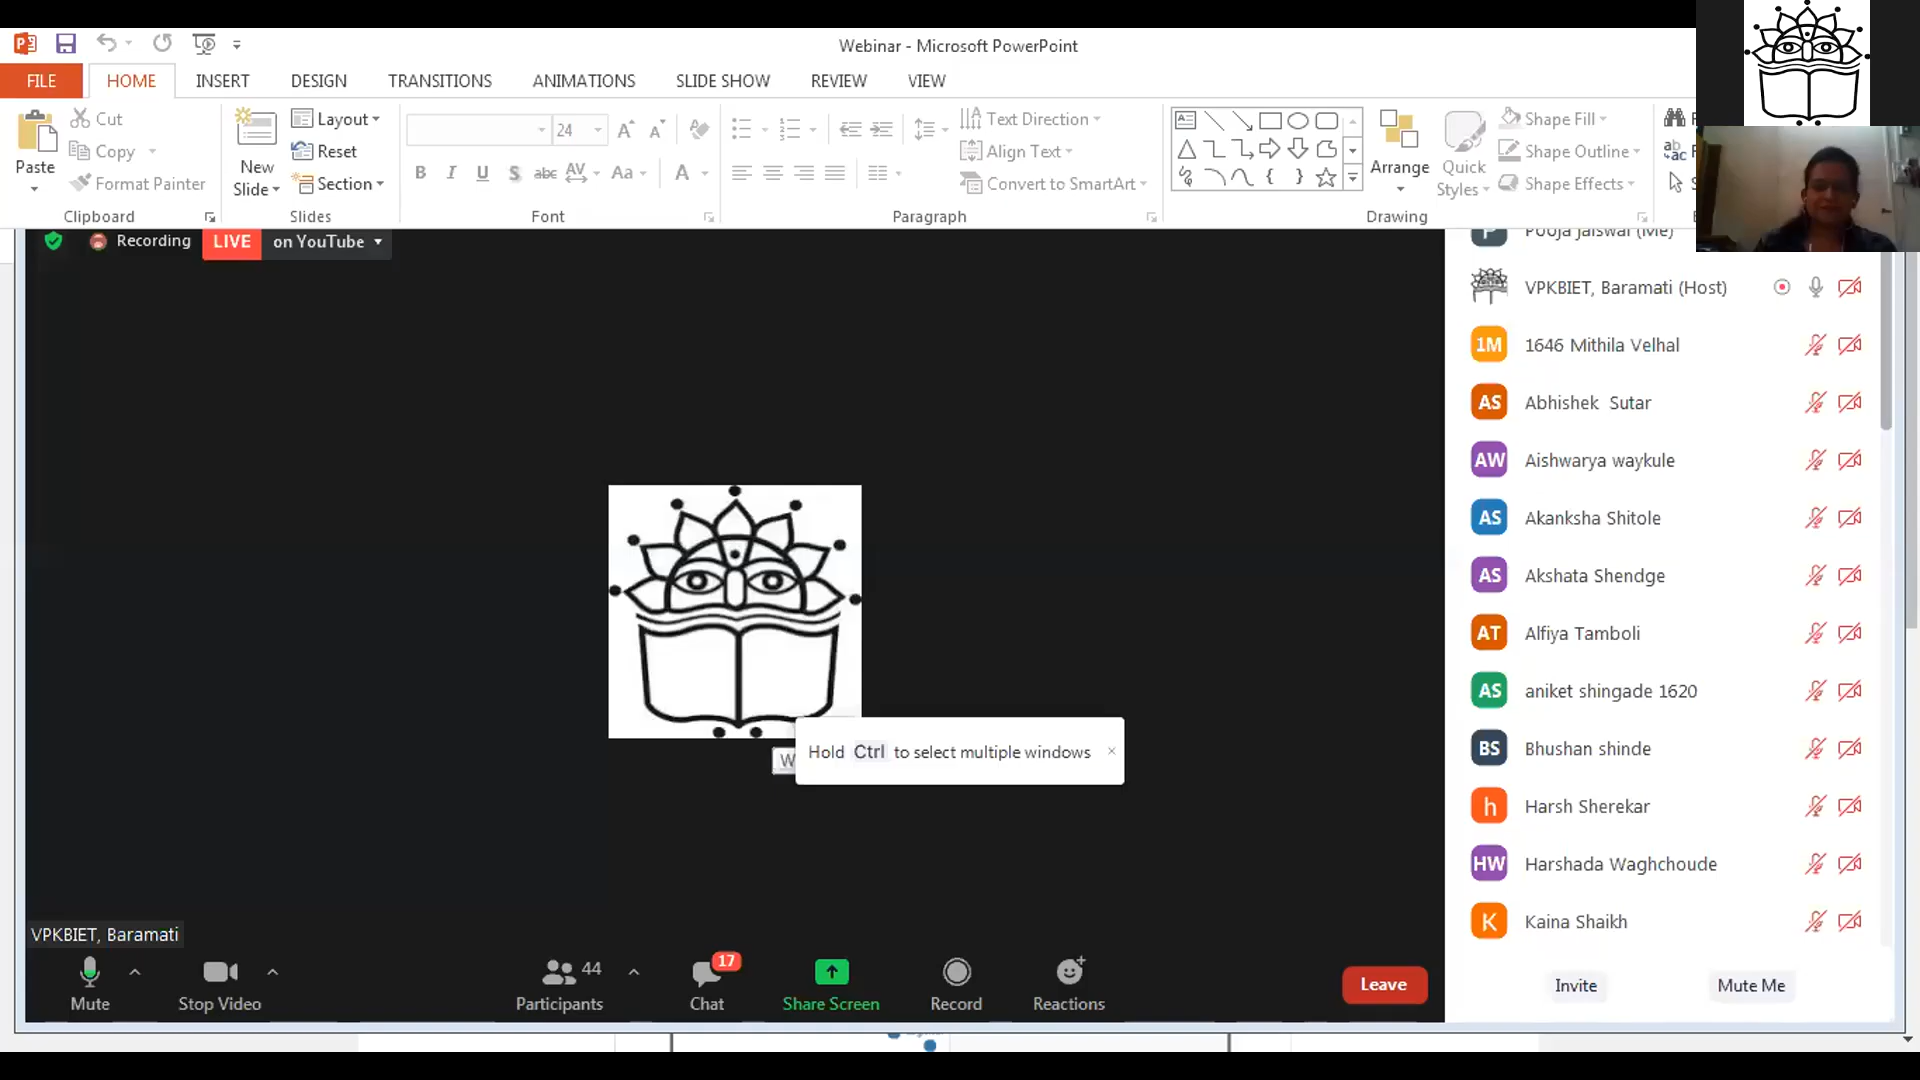 Webinar - Microsoft PowerPoint
FILE HOME INSERT DESIGN TRANSITIONS ANIMATIONS SLIDE SHOW REVIEW VIEW
Paste
Cut
Copy
Format Painter
Clipboard
New
Slide
Layout
Reset
Section
Slides
24
Font
Text Direction
Align Text
Convert to SmartArt
Paragraph
Arrange
Quick
Styles
Shape Fill
Shape Outline
Shape Effects
Drawing
Recording LIVE on YouTube
Pooja Jaiswal (Me)
VPKBIET, Baramati (Host)
1M 1646 Mithila Velhal
AS Abhishek Sutar
AW Aishwarya waykule
AS Akanksha Shitole
AS Akshata Shendge
AT Alfiya Tamboli
AS aniket shingade 1620
BS Bhushan shinde
h Harsh Sherekar
HW Harshada Waghchoude
K Kaina Shaikh
Invite Mute Me
Hold Ctrl to select multiple windows
VPKBIET, Baramati
Mute
Stop Video
44
Participants
17
Chat
Share Screen
Record
Reactions
Leave